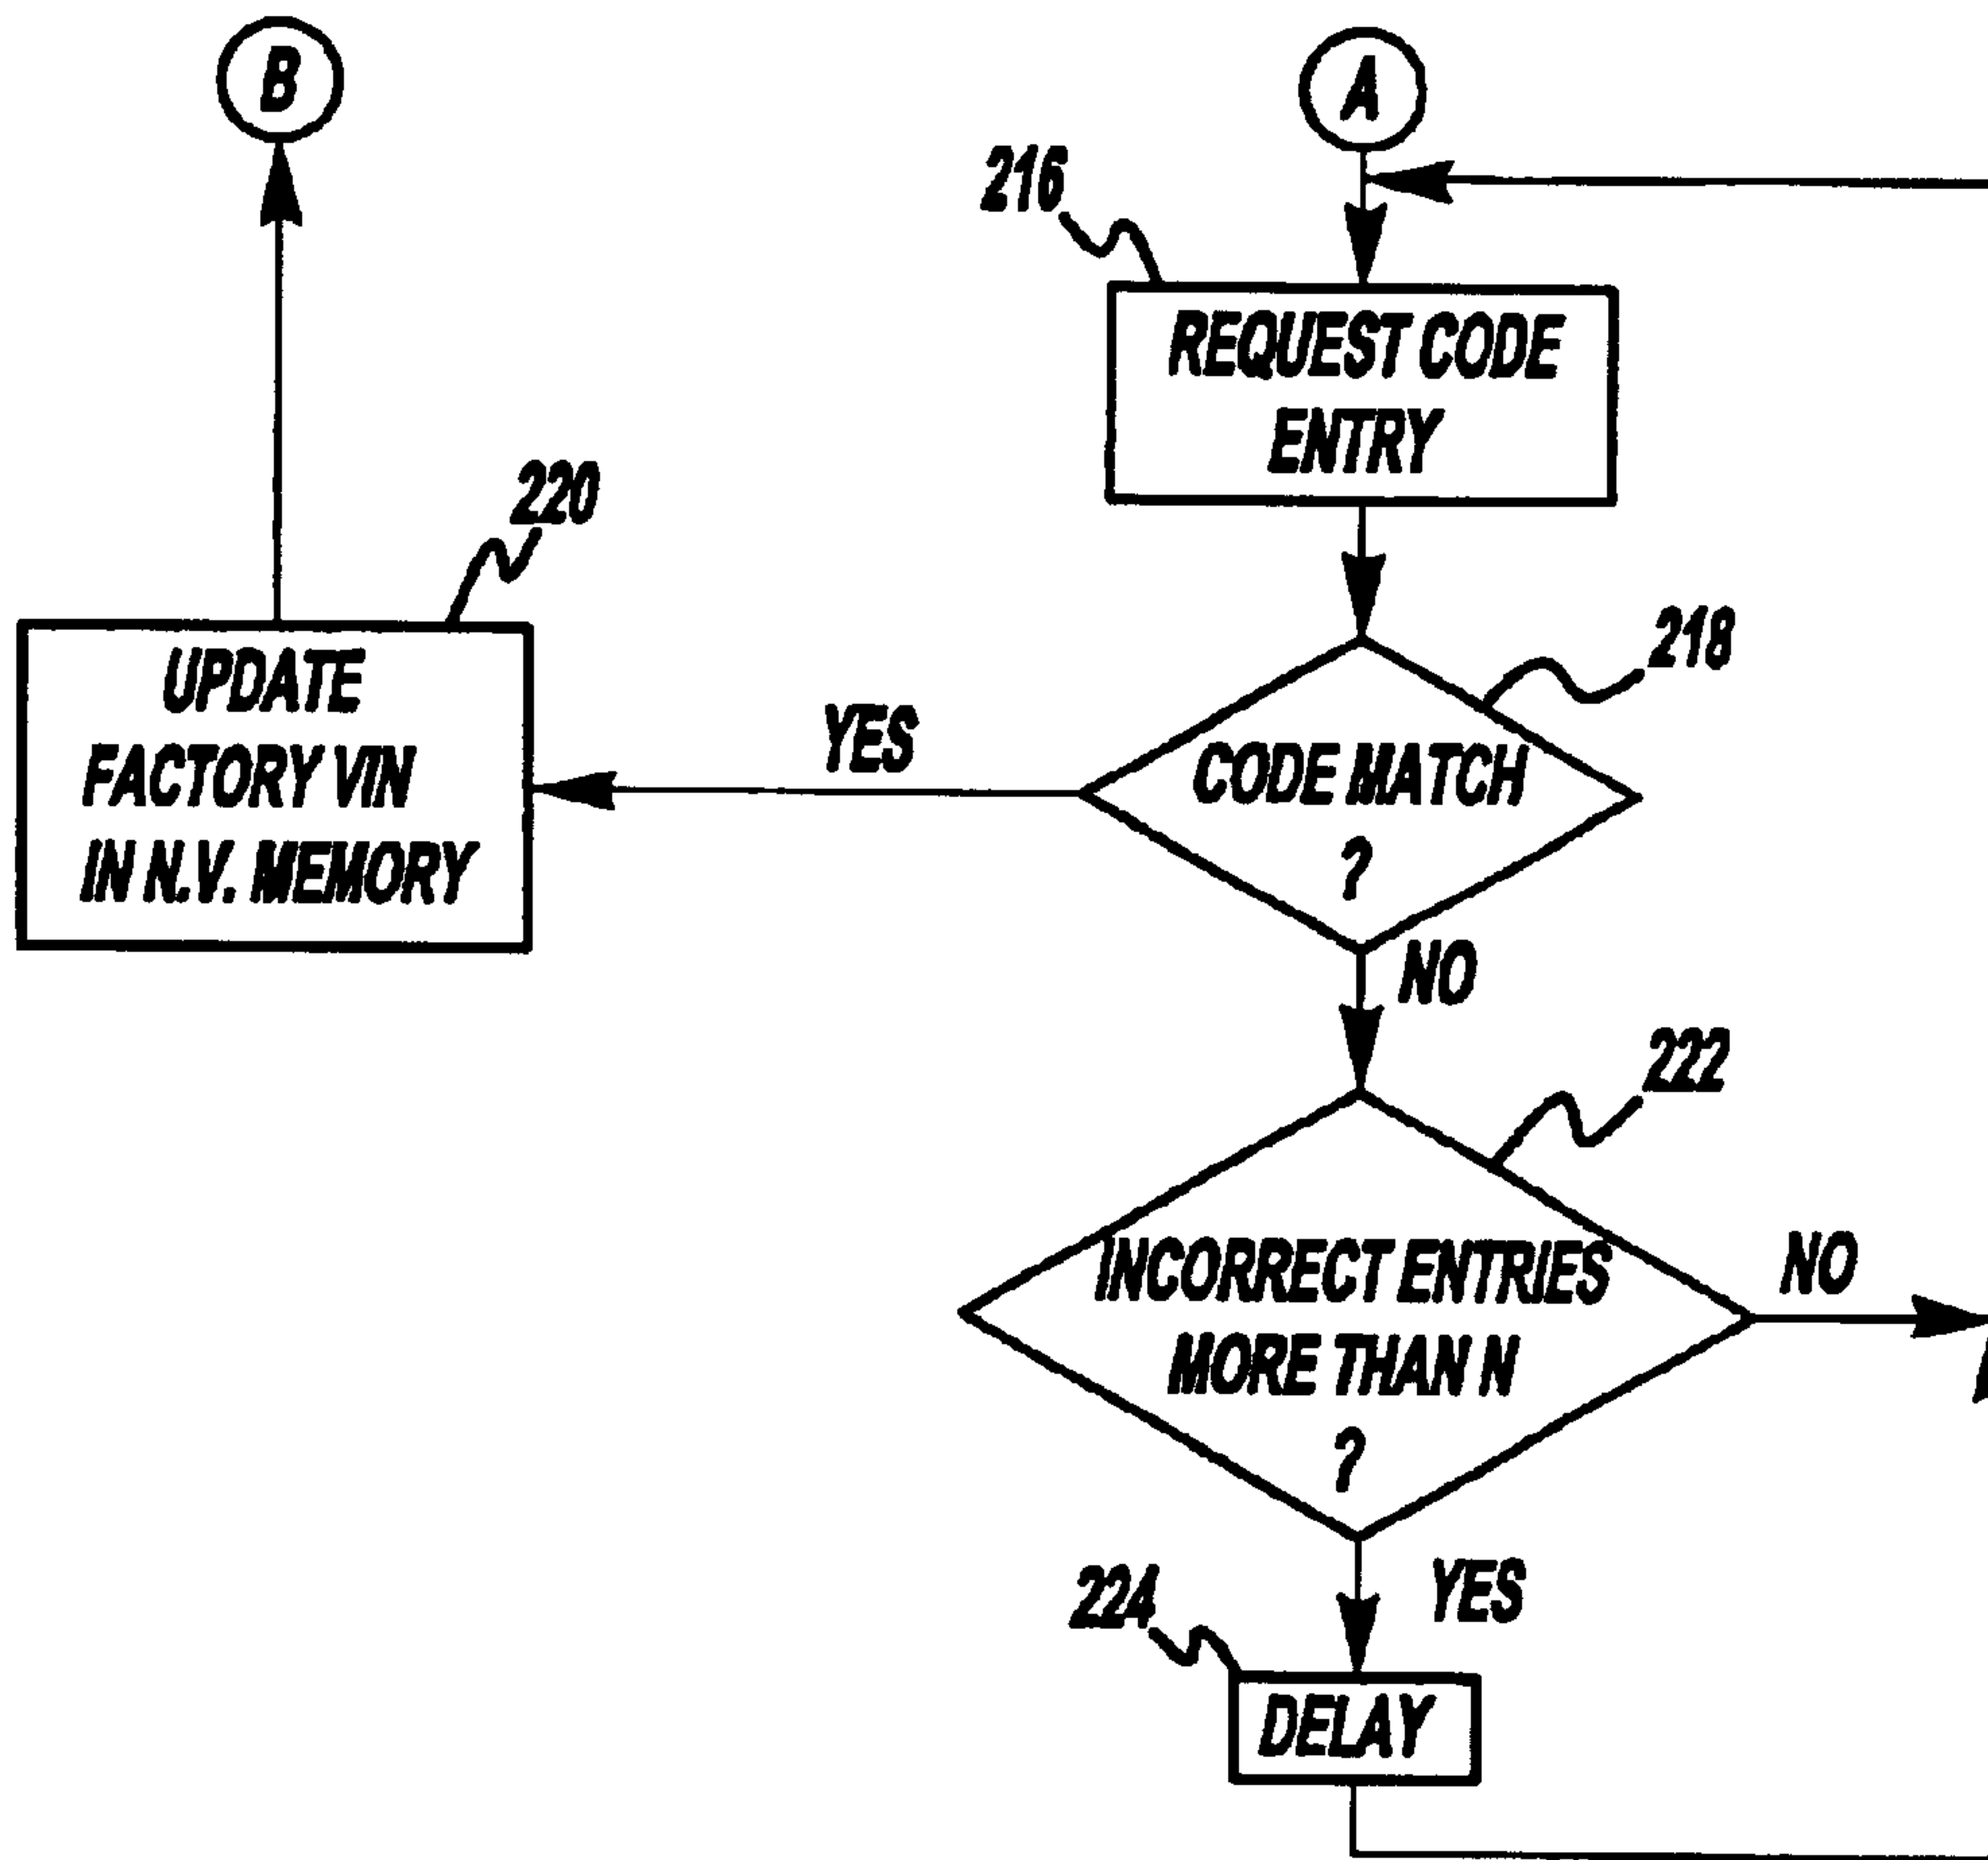 B
A
216
REQUEST CODE
ENTRY
220
218
UPDATE
FACTORY VIN
IN N.V. MEMORY
YES
CODE MATCH
?
NO
222
INCORRECT ENTRIES
MORE THAN N
?
NO
YES
224
DELAY